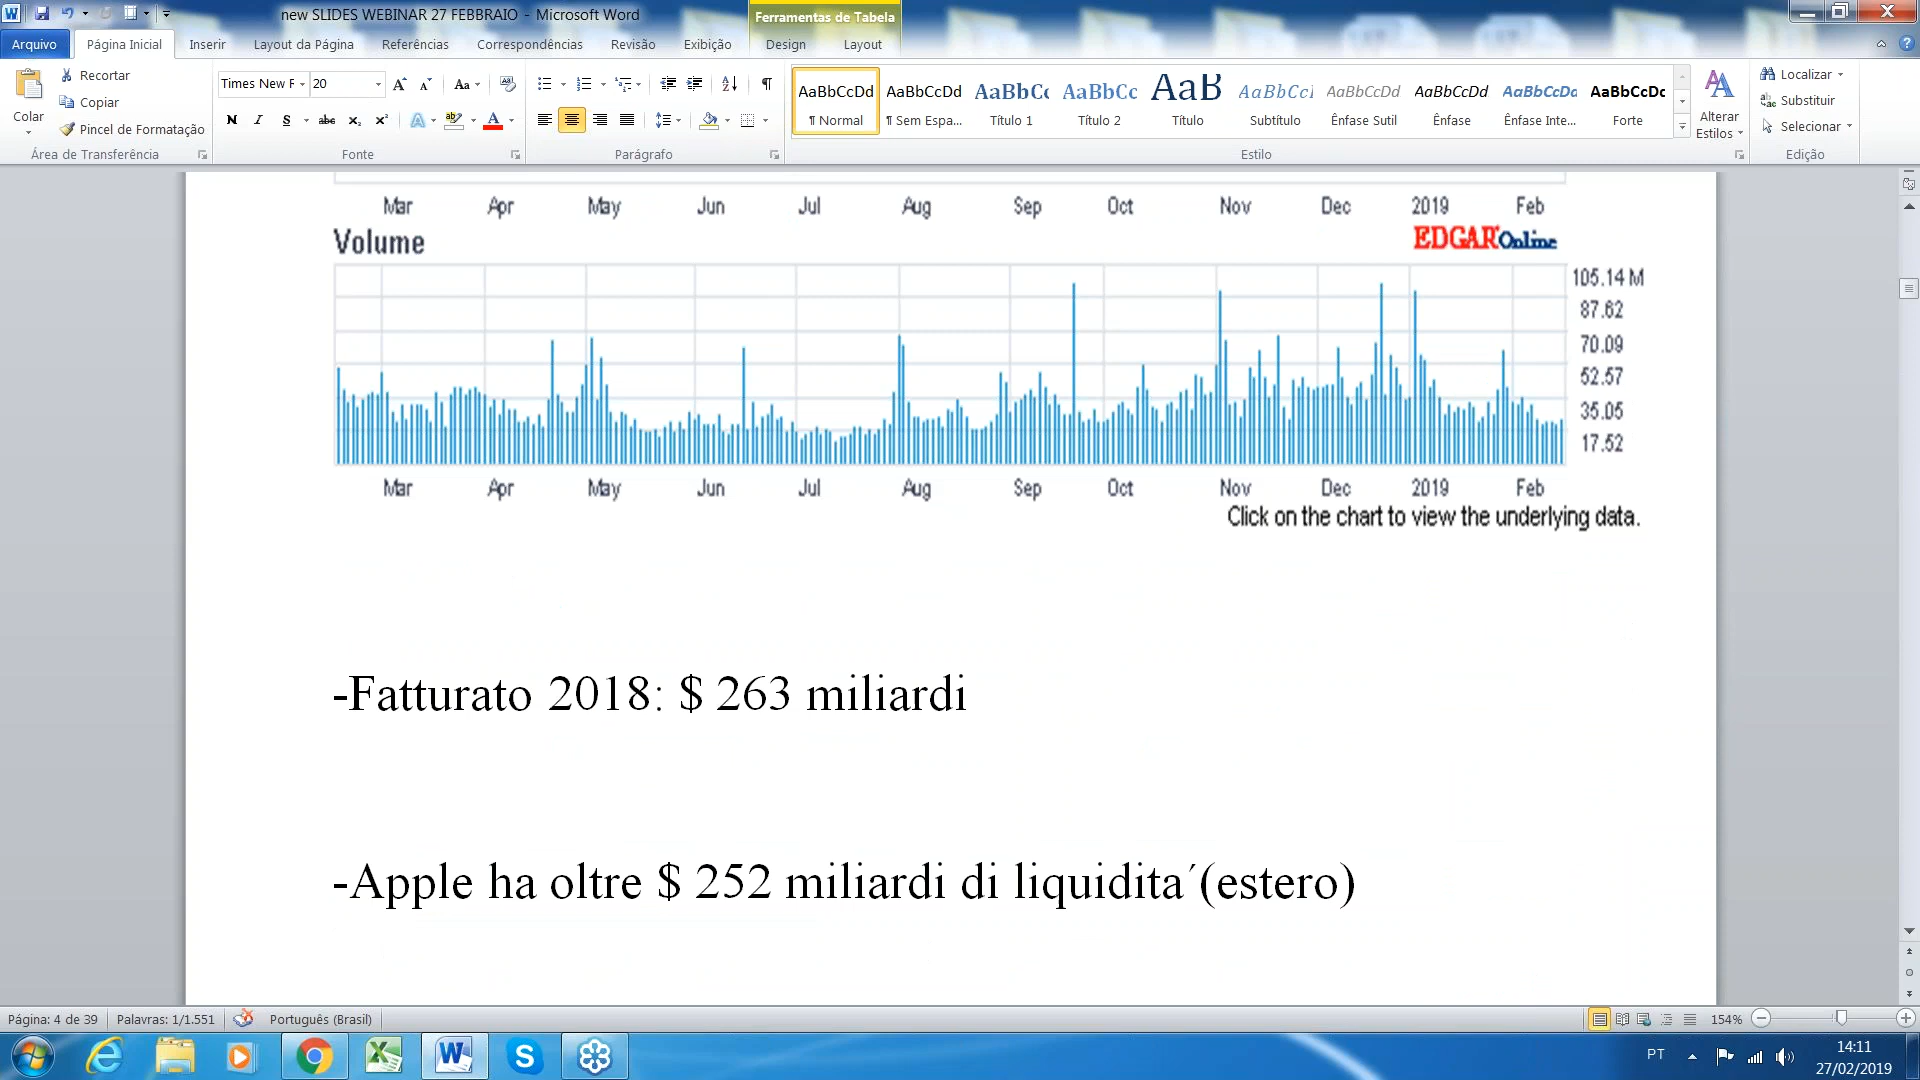 new SLIDES WEBINAR 27 FEBBRAIO - Microsoft Word
Ferramentas de Tabela
Arquivo Página Inicial Inserir Layout da Página Referências Correspondências Revisão Exibição Design Layout
Colar
Recortar
Copiar
Pincel de Formatação
Área de Transferência
Times New F 20
Fonte
Parágrafo
AaBbCcDd AaBbCcDd AaBbCc AaBbCc AaB AaBbCcI AaBbCcDd AaBbCcDd AaBbCcDd AaBbCcDc
¶ Normal ¶ Sem Espa... Título 1 Título 2 Título Subtítulo Ênfase Sutil Ênfase Ênfase Inte... Forte
Alterar Estilos
Estilo
Localizar
Substituir
Selecionar
Edição
Mar Apr May Jun Jul Aug Sep Oct Nov Dec 2019 Feb
Volume
EDGAR Online
105.14 M
87.62
70.09
52.57
35.05
17.52
Mar Apr May Jun Jul Aug Sep Oct Nov Dec 2019 Feb
Click on the chart to view the underlying data.
-Fatturato 2018: $ 263 miliardi
-Apple ha oltre $ 252 miliardi di liquidita´(estero)
Página: 4 de 39 Palavras: 1/1.551 Português (Brasil) 154%
PT
14:11
27/02/2019